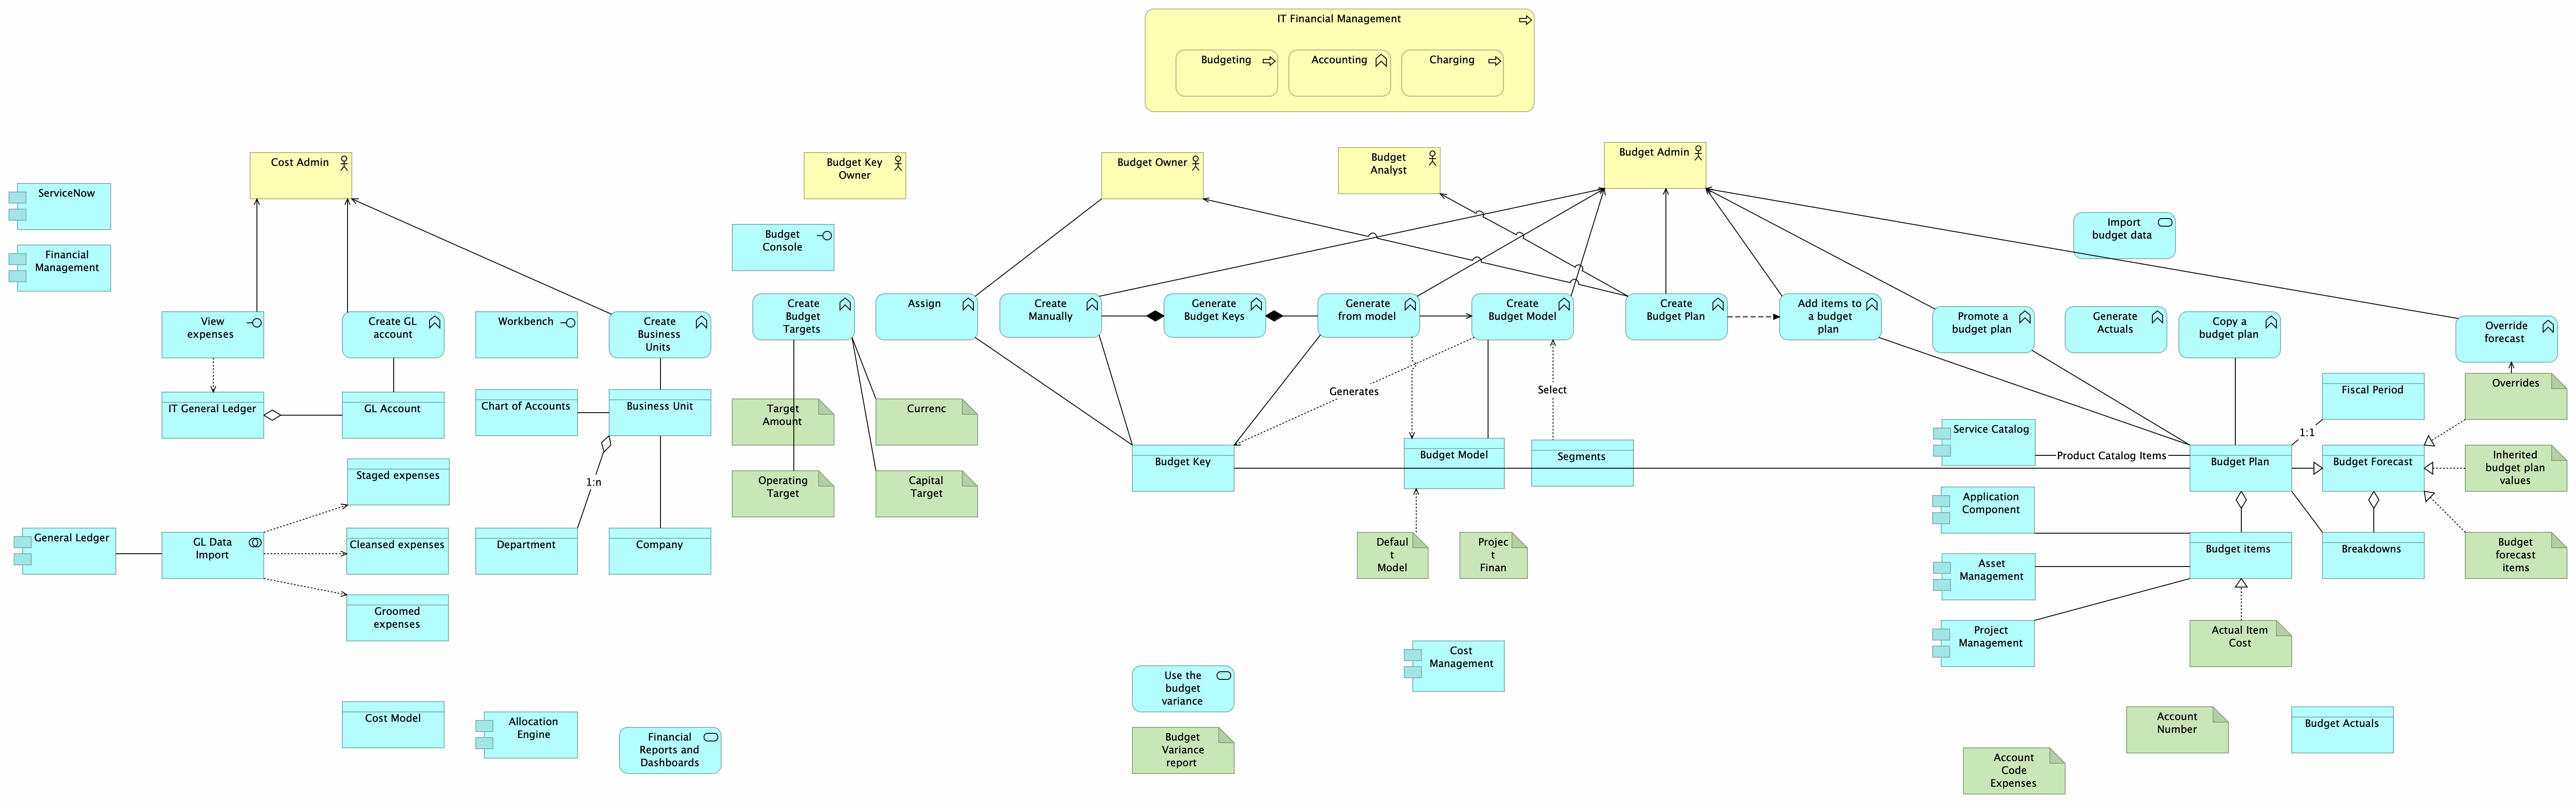 IT Financial Management
Budgeting
Accounting
Charging
Cost Admin
Budget Key
Owner
Budget Owner
Budget
Analyst
Budget Admin
ServiceNow
Financial
Management
Budget
Console
Import
budget data
View
expenses
Create GL
account
Workbench
Create
Business
Units
Create
Budget
Targets
Assign
Create
Manually
Generate
Budget Keys
Generate
from model
Create
Budget Model
Create
Budget Plan
Add items to
a budget
plan
Promote a
budget plan
Generate
Actuals
Copy a
budget plan
Override
forecast
IT General Ledger
GL Account
Chart of Accounts
Business Unit
Target
Amount
Currenc
Generates
Select
Fiscal Period
Overrides
Service Catalog
1:1
Product Catalog Items
Staged expenses
1:n
Operating
Target
Capital
Target
Budget Key
Budget Model
Segments
Budget Plan
Budget Forecast
Inherited
budget plan
values
Application
Component
General Ledger
GL Data
Import
Cleansed expenses
Department
Company
Defaul
t
Model
Projec
t
Finan
Asset
Management
Budget items
Breakdowns
Budget
forecast
items
Groomed
expenses
Project
Management
Actual Item
Cost
Cost
Management
Use the
budget
variance
Cost Model
Allocation
Engine
Financial
Reports and
Dashboards
Budget
Variance
report
Account
Number
Budget Actuals
Account
Code
Expenses